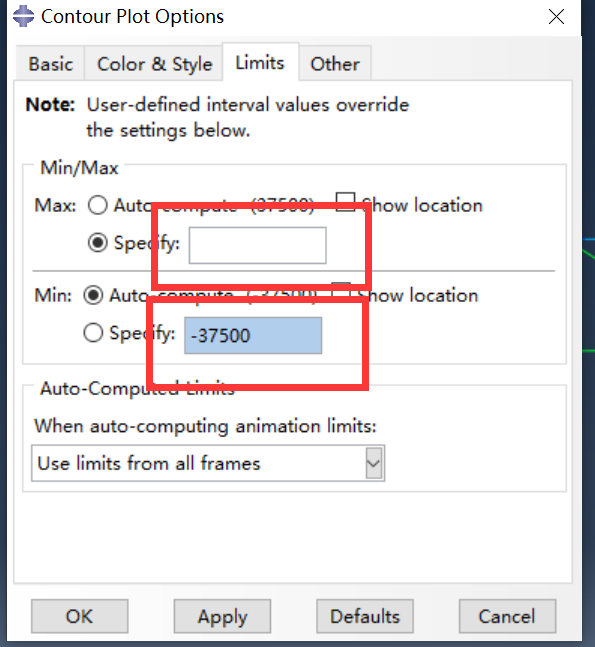 Contour Plot Options
Basic Color & Style Limits Other
Note: User-defined interval values override
the settings below.
Min/Max
Max: Auto-compute (37500) Show location
Specify:
Min: Auto-compute (-37500) Show location
Specify: -37500
Auto-Computed Limits
When auto-computing animation limits:
Use limits from all frames
OK Apply Defaults Cancel